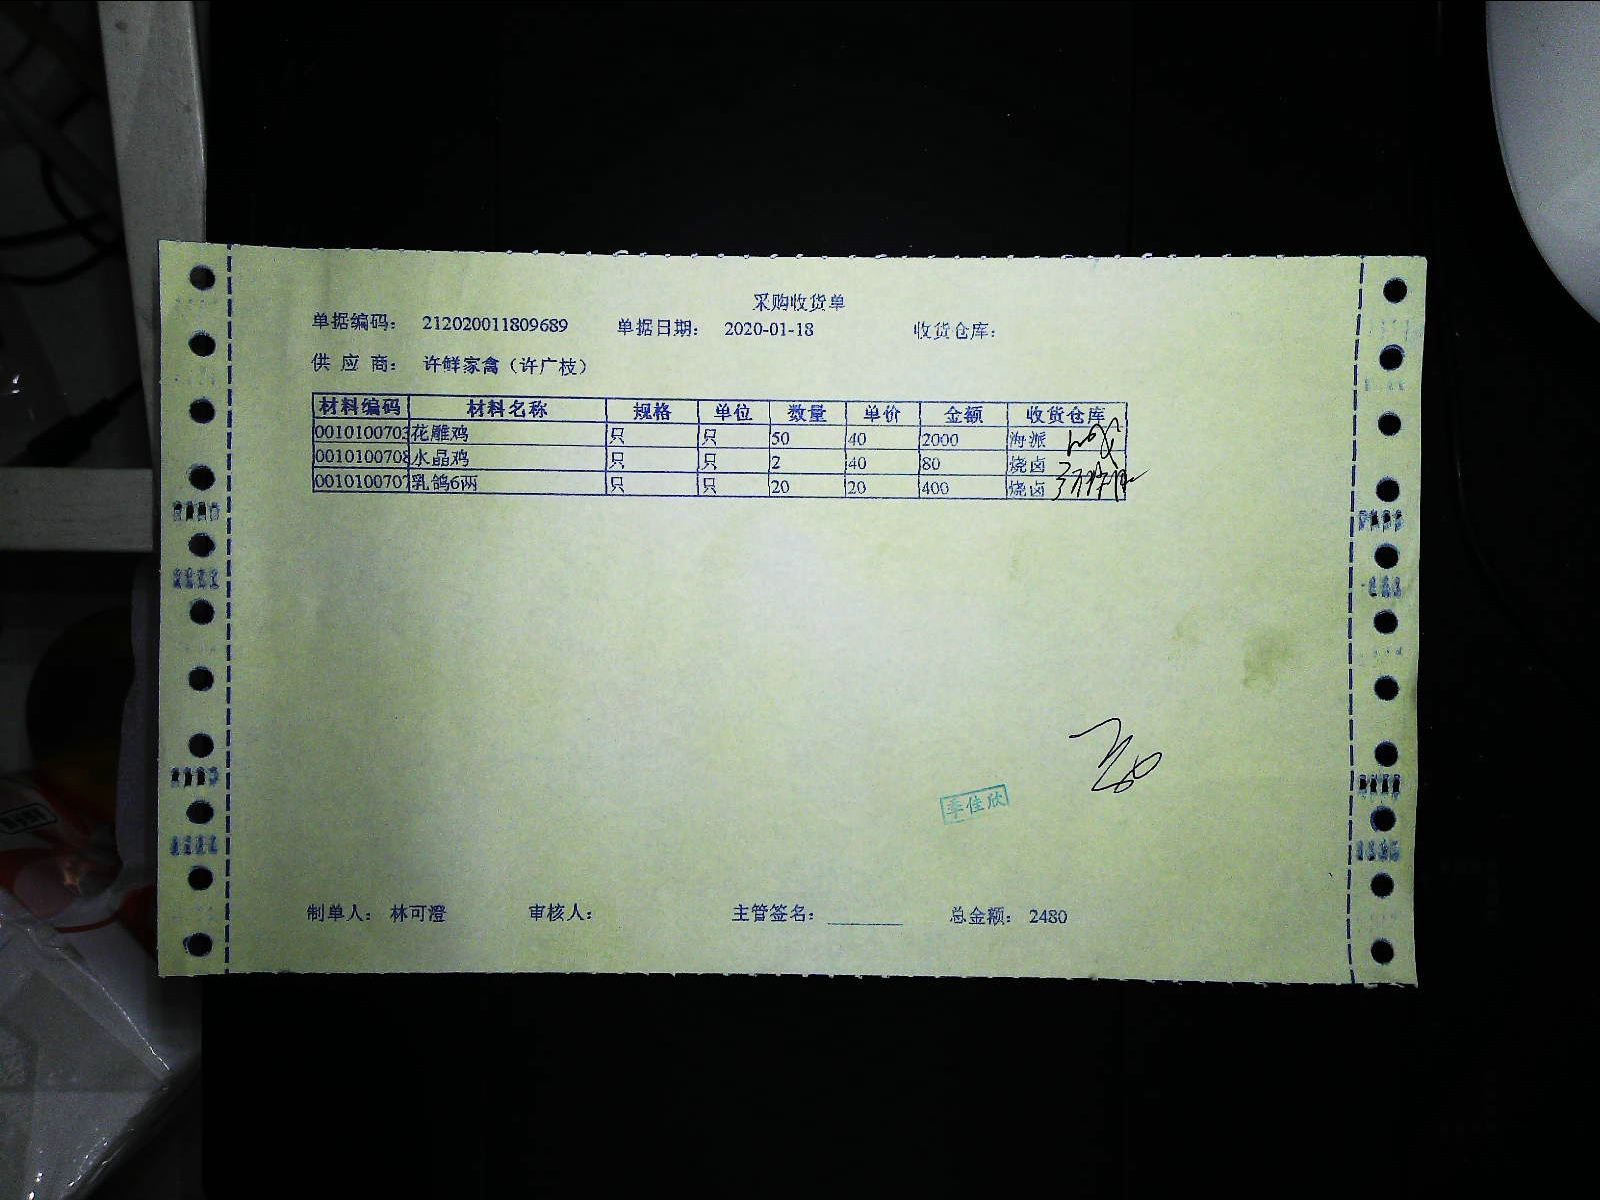 采购收货单
单据编码： 212020011809689 单据日期： 2020-01-18 收货仓库：
供 应 商： 许鲜家禽（许广枝）
材料编码 材料名称 规格 单位 数量 单价 金额 收货仓库
0010100703 花雕鸡 只 只 50 40 2000 海派
0010100708 水晶鸡 只 只 2 40 80 烧卤
0010100707 乳鸽6两 只 只 20 20 400 烧卤
季佳欣
制单人： 林可澄 审核人： 主管签名： 总金额： 2480